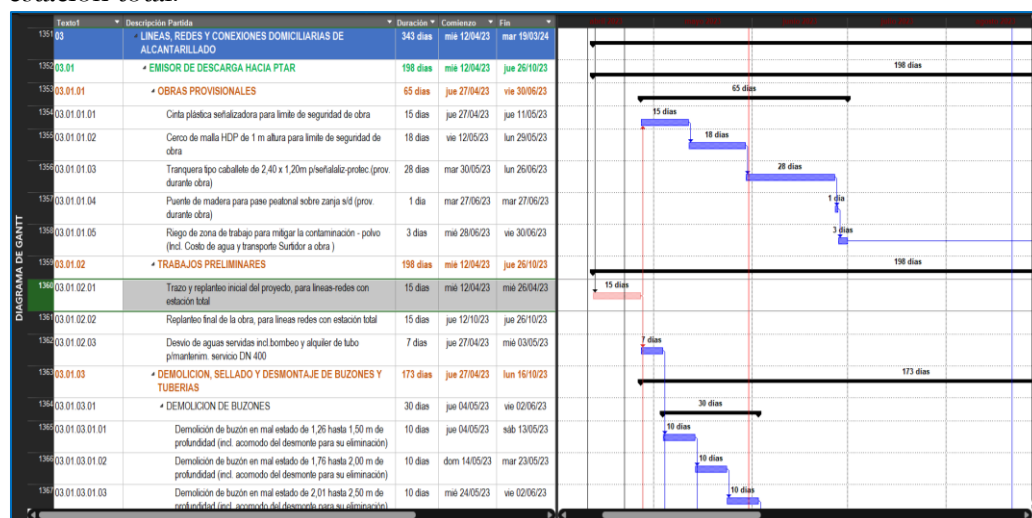 estación total.
Texto1 Descripción Partida Duración Comienzo Fin
1351 03 LINEAS, REDES Y CONEXIONES DOMICILIARIAS DE 343 días mié 12/04/23 mar 19/03/24
ALCANTARILLADO
1352 03.01 EMISOR DE DESCARGA HACIA PTAR 198 días mié 12/04/23 jue 26/10/23 198 días
1353 03.01.01 OBRAS PROVISIONALES 65 días jue 27/04/23 vie 30/06/23 65 días
1354 03.01.01.01 Cinta plástica señalizadora para límite de seguridad de obra 15 días jue 27/04/23 jue 11/05/23 15 días
1355 03.01.01.02 Cerco de malla HDP de 1 m altura para límite de seguridad de 18 días vie 12/05/23 lun 29/05/23 18 días
obra
1356 03.01.01.03 Tranquera tipo caballete de 2,40 x 1,20m p/señalaliz-protec.(prov. 28 días mar 30/05/23 lun 26/06/23 28 días
durante obra)
1357 03.01.01.04 Puente de madera para pase peatonal sobre zanja s/d (prov. 1 día mar 27/06/23 mar 27/06/23 1 día
durante obra)
1358 03.01.01.05 Riego de zona de trabajo para mitigar la contaminación - polvo 3 días mié 28/06/23 vie 30/06/23 3 días
(Incl. Costo de agua y transporte Surtidor a obra )
1359 03.01.02 TRABAJOS PRELIMINARES 198 días mié 12/04/23 jue 26/10/23 198 días
1360 03.01.02.01 Trazo y replanteo inicial del proyecto, para líneas-redes con 15 días mié 12/04/23 mié 26/04/23 15 días
estación total
1361 03.01.02.02 Replanteo final de la obra, para líneas redes con estación total 15 días jue 12/10/23 jue 26/10/23
1362 03.01.02.03 Desvío de aguas servidas incl bombeo y alquiler de tubo 7 días jue 27/04/23 mié 03/05/23 7 días
p/mantenim. servicio DN 400
1363 03.01.03 DEMOLICION, SELLADO Y DESMONTAJE DE BUZONES Y 173 días jue 27/04/23 lun 16/10/23 173 días
TUBERIAS
1364 03.01.03.01 DEMOLICION DE BUZONES 30 días jue 04/05/23 vie 02/06/23 30 días
1365 03.01.03.01.01 Demolición de buzón en mal estado de 1,26 hasta 1,50 m de 10 días jue 04/05/23 sáb 13/05/23 10 días
profundidad (incl. acomodo del desmonte para su eliminación)
1366 03.01.03.01.02 Demolición de buzón en mal estado de 1,76 hasta 2,00 m de 10 días dom 14/05/23 mar 23/05/23 10 días
profundidad (incl. acomodo del desmonte para su eliminación)
1367 03.01.03.01.03 Demolición de buzón en mal estado de 2,01 hasta 2,50 m de 10 días mié 24/05/23 vie 02/06/23 10 días
profundidad (incl. acomodo del desmonte para su eliminación)
DIAGRAMA DE GANTT